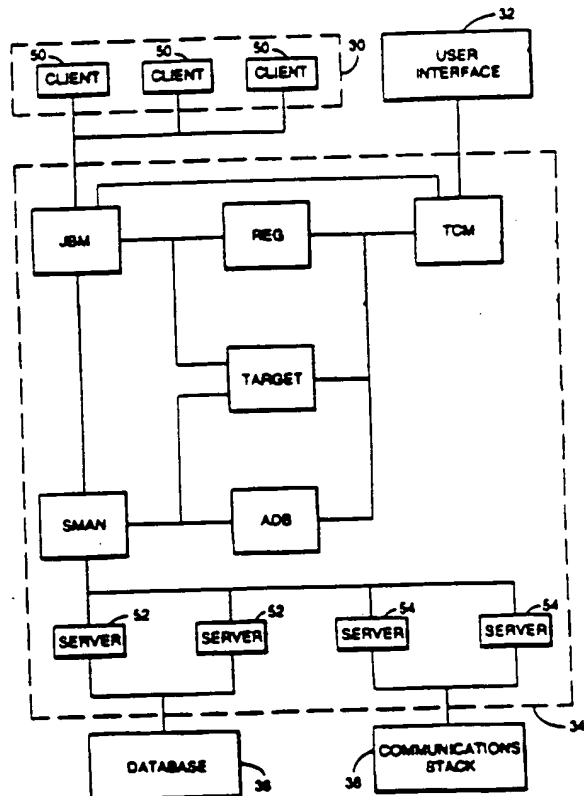 50 50 50 30 32
CLIENT CLIENT CLIENT
USER
INTERFACE
JBM REG TCM
TARGET
SMAN ADB
52 52 54 54
SERVER SERVER SERVER SERVER
34
DATABASE 36
38 COMMUNICATIONS
STACK